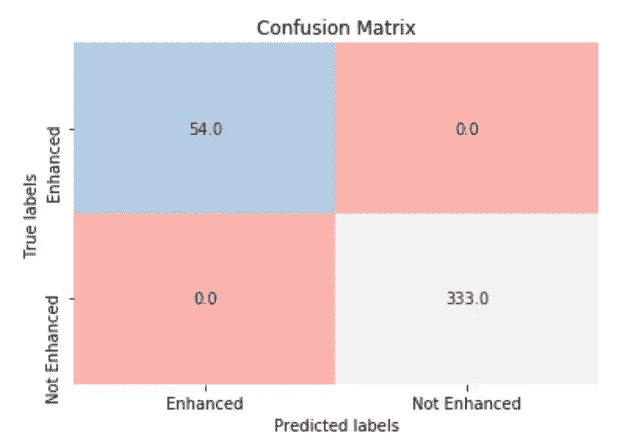 Confusion Matrix
True labels
Enhanced
54.0
0.0
Not Enhanced
0.0
333.0
Enhanced
Not Enhanced
Predicted labels